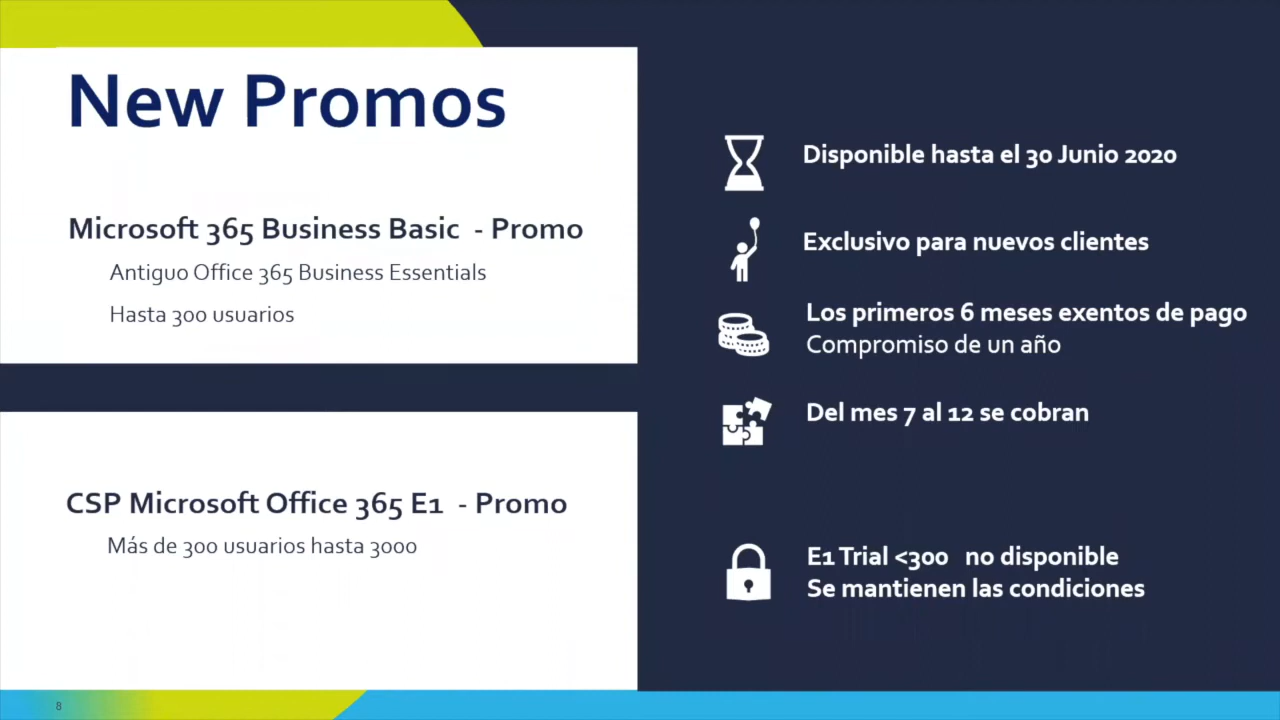 New Promos
Microsoft 365 Business Basic - Promo
Antiguo Office 365 Business Essentials
Hasta 300 usuarios
CSP Microsoft Office 365 E1 - Promo
Más de 300 usuarios hasta 3000
Disponible hasta el 30 Junio 2020
Exclusivo para nuevos clientes
Los primeros 6 meses exentos de pago
Compromiso de un año
Del mes 7 al 12 se cobran
E1 Trial <300 no disponible
Se mantienen las condiciones
8